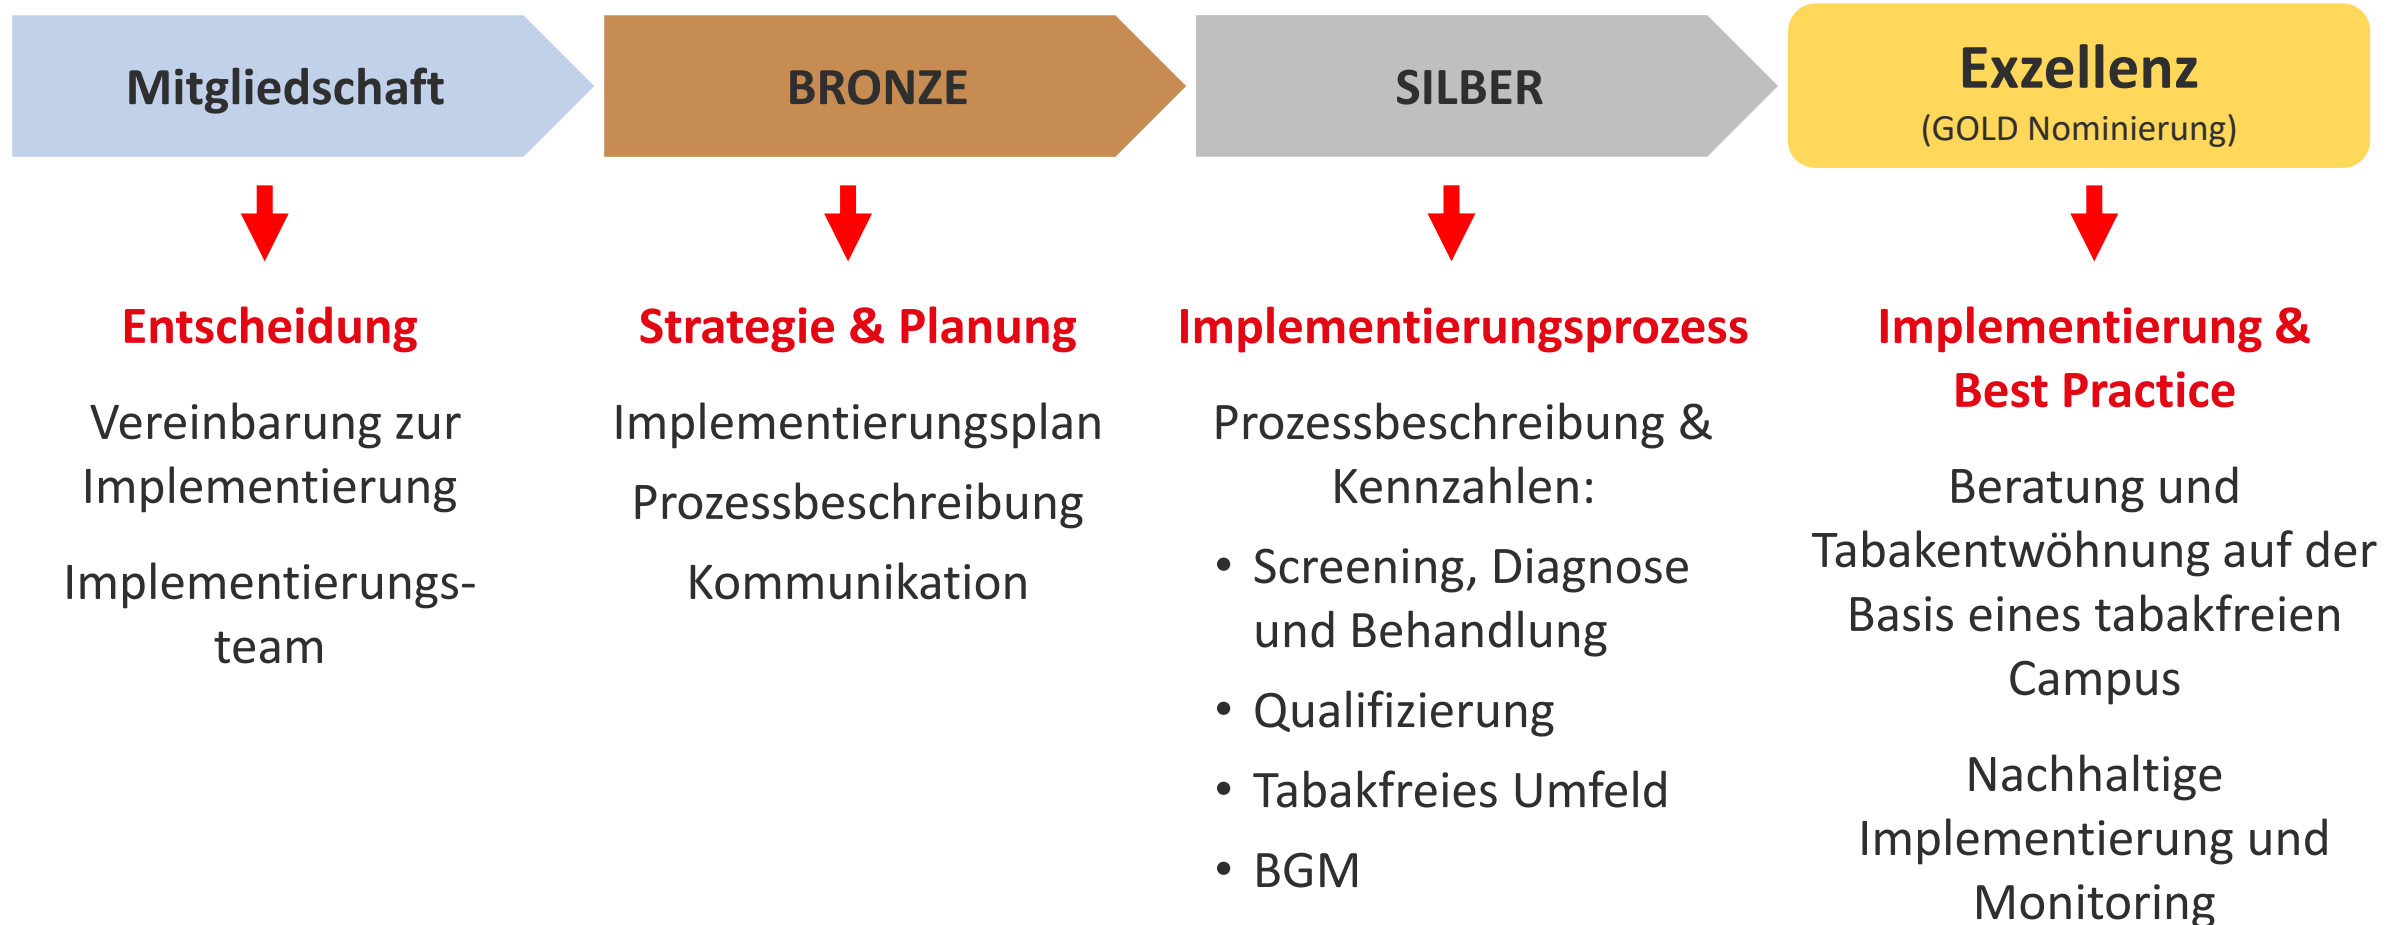 Mitgliedschaft
BRONZE
SILBER
Exzellenz
(GOLD Nominierung)
Entscheidung
Vereinbarung zur
Implementierung
Implementierungs-
team
Strategie & Planung
Implementierungsplan
Prozessbeschreibung
Kommunikation
Implementierungsprozess
Prozessbeschreibung &
Kennzahlen:
• Screening, Diagnose
und Behandlung
• Qualifizierung
• Tabakfreies Umfeld
• BGM
Implementierung &
Best Practice
Beratung und
Tabakentwöhnung auf der
Basis eines tabakfreien
Campus
Nachhaltige
Implementierung und
Monitoring